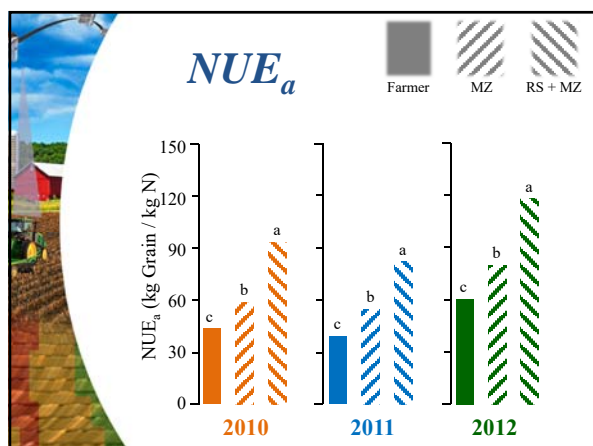 NUEa
Farmer
MZ
RS + MZ
NUEa (kg Grain / kg N)
150
120
90
60
30
0
c
b
a
c
b
a
c
b
a
2010
2011
2012